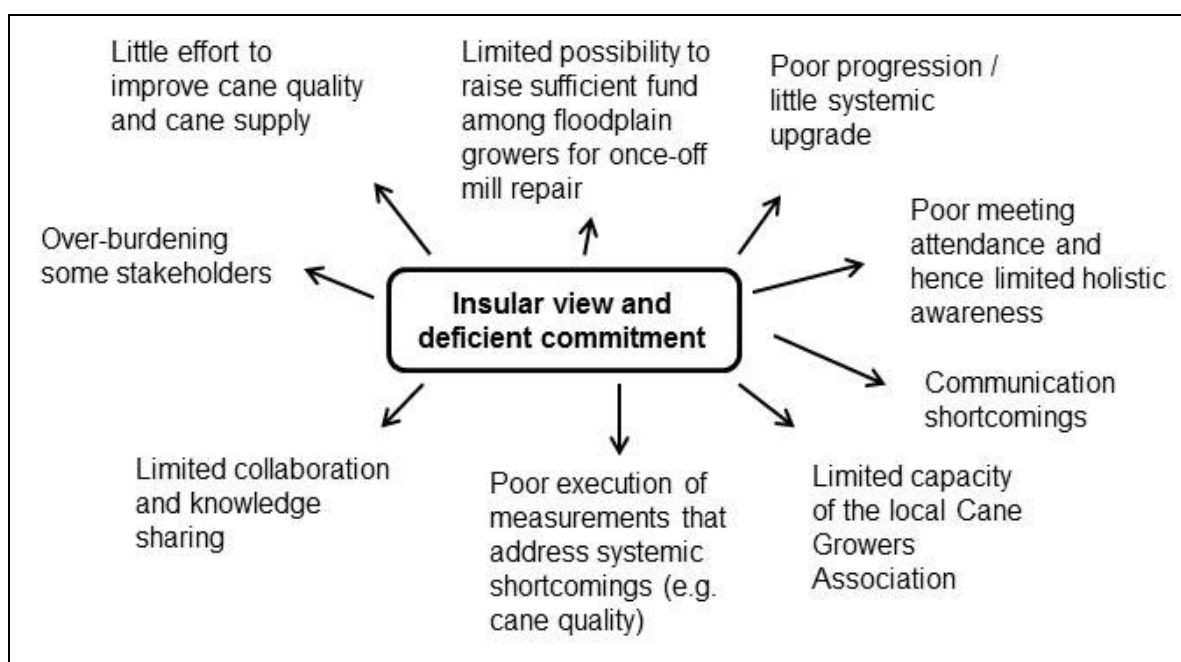 Little effort to
improve cane quality
and cane supply
Limited possibility to
raise sufficient fund
among floodplain
growers for once-off
mill repair
Poor progression /
little systemic
upgrade
Over-burdening
some stakeholders
Poor meeting
attendance and
hence limited holistic
awareness
Insular view and
deficient commitment
Communication
shortcomings
Limited collaboration
and knowledge
sharing
Poor execution of
measurements that
address systemic
shortcomings (e.g.
cane quality)
Limited capacity
of the local Cane
Growers
Association